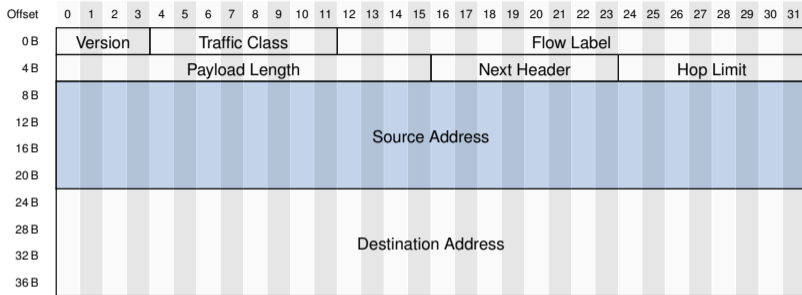 Offset 0 1 2 3 4 5 6 7 8 9 10 11 12 13 14 15 16 17 18 19 20 21 22 23 24 25 26 27 28 29 30 31
0 B Version Traffic Class Flow Label
4 B Payload Length Next Header Hop Limit
8 B
12 B
Source Address
16 B
20 B
24 B
28 B
Destination Address
32 B
36 B